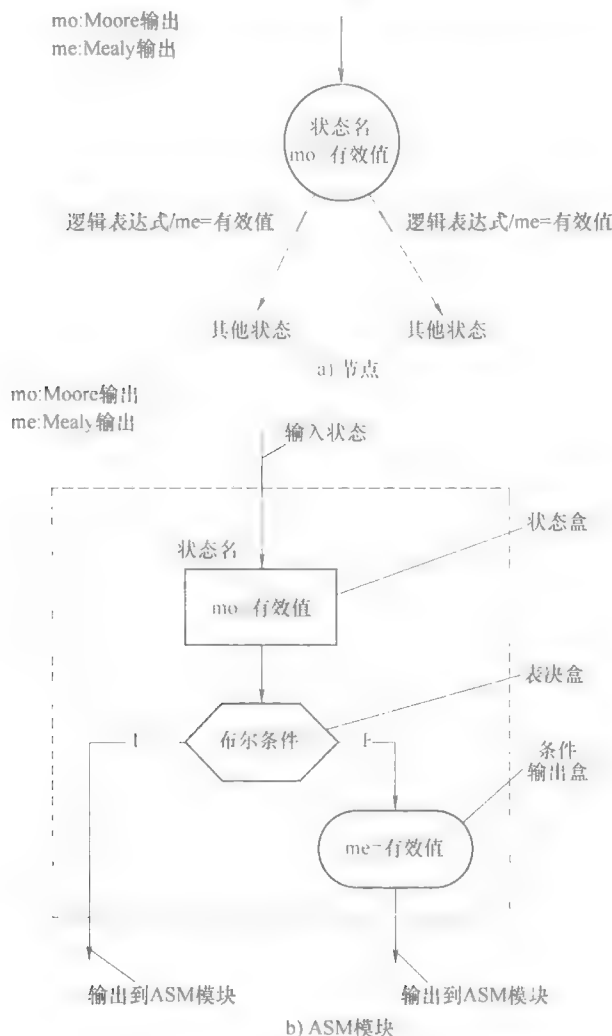 mo:Moore输出
me:Mealy输出
状态名
mo 有效值
逻辑表达式/me=有效值
逻辑表达式/me=有效值
其他状态
其他状态
a) 节点
mo:Moore输出
me:Mealy输出
输入状态
状态名
状态盒
mo 有效值
表决盒
布尔条件
条件
输出盒
me=有效值
输出到ASM模块
输出到ASM模块
b) ASM模块